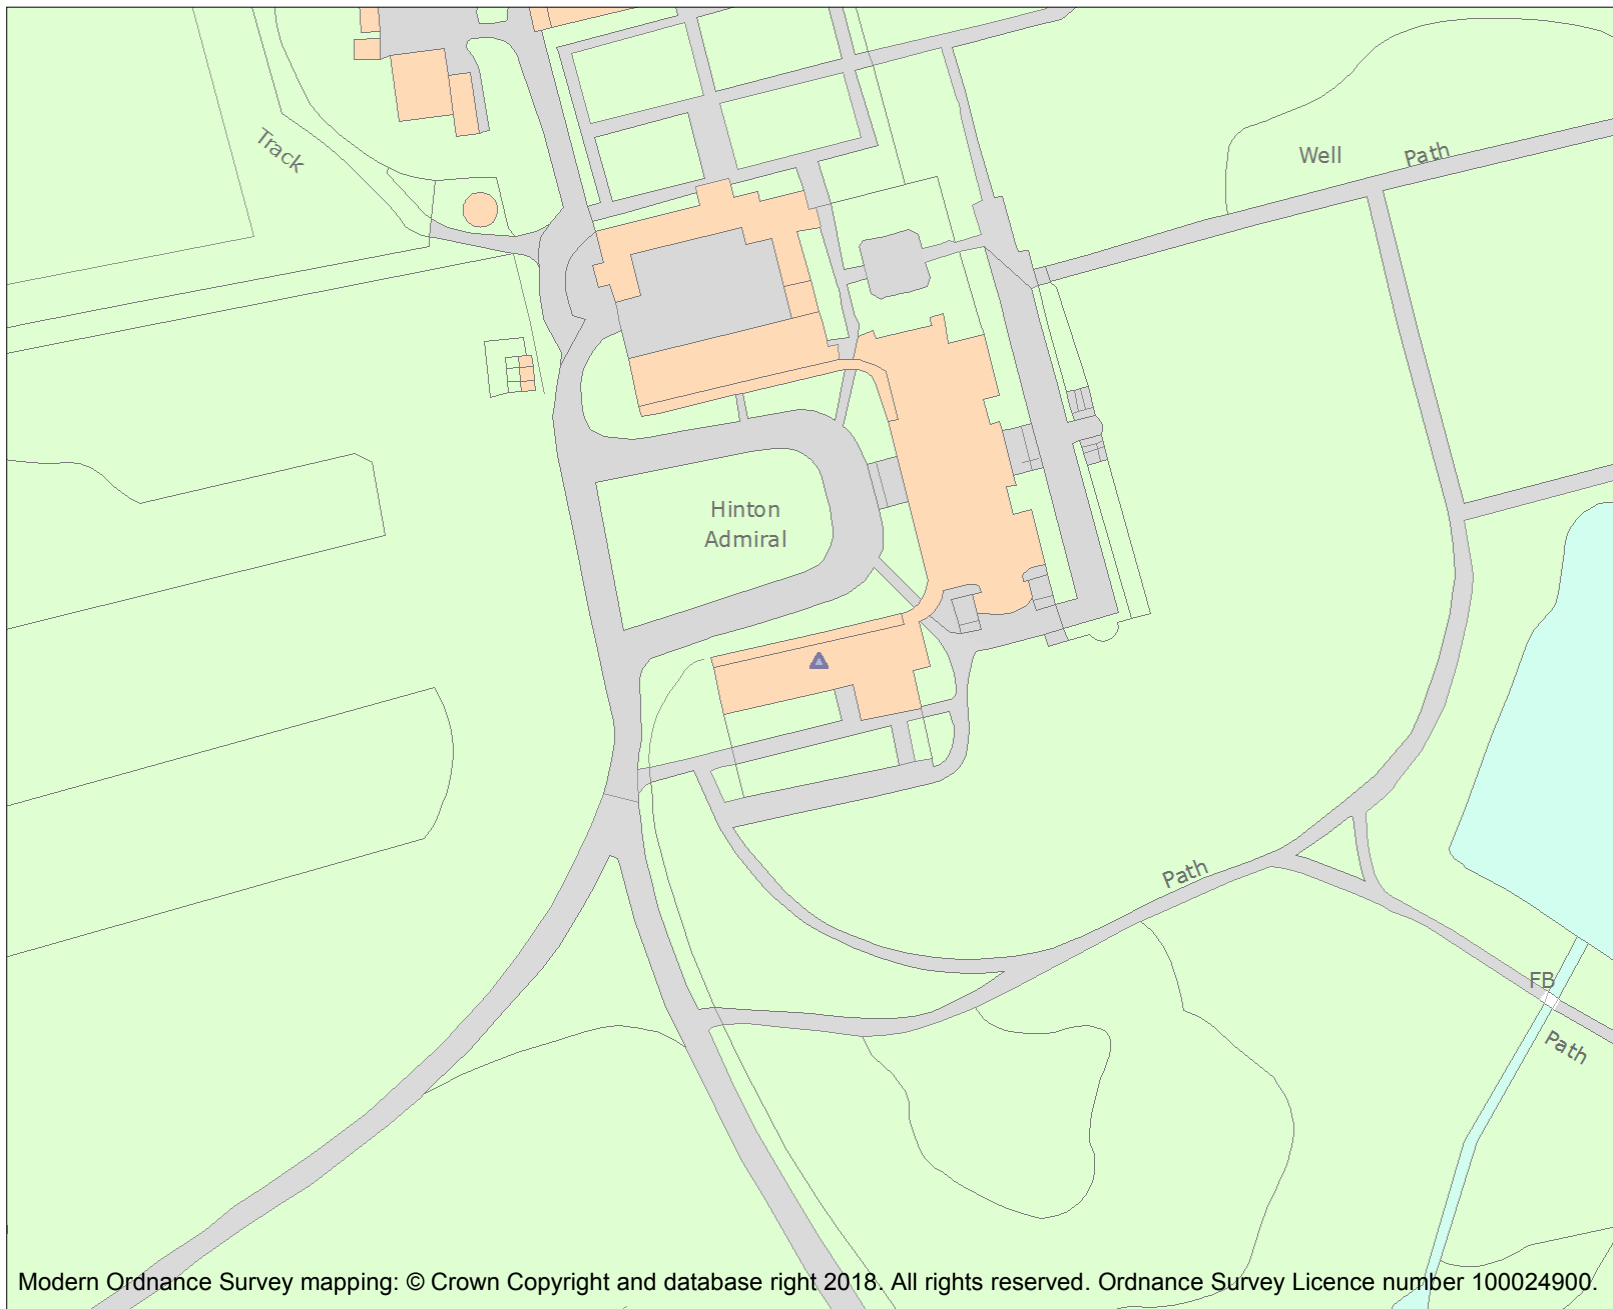 Track
Well
Path
Hinton
Admiral
Path
FB
Path
Modern Ordnance Survey mapping: © Crown Copyright and database right 2018. All rights reserved. Ordnance Survey Licence number 100024900.